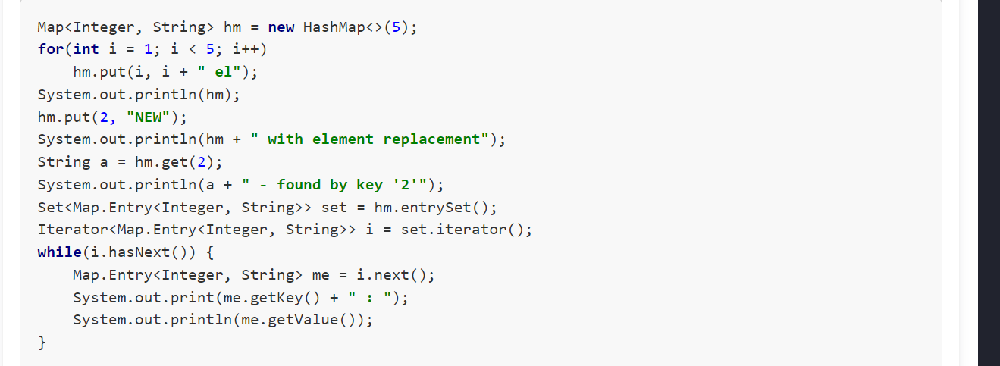 Map<Integer, String> hm = new HashMap<>(5);
for(int i = 1; i < 5; i++)
    hm.put(i, i + " el");
System.out.println(hm);
hm.put(2, "NEW");
System.out.println(hm + " with element replacement");
String a = hm.get(2);
System.out.println(a + " - found by key '2'");
Set<Map.Entry<Integer, String>> set = hm.entrySet();
Iterator<Map.Entry<Integer, String>> i = set.iterator();
while(i.hasNext()) {
    Map.Entry<Integer, String> me = i.next();
    System.out.print(me.getKey() + " : ");
    System.out.println(me.getValue());
}